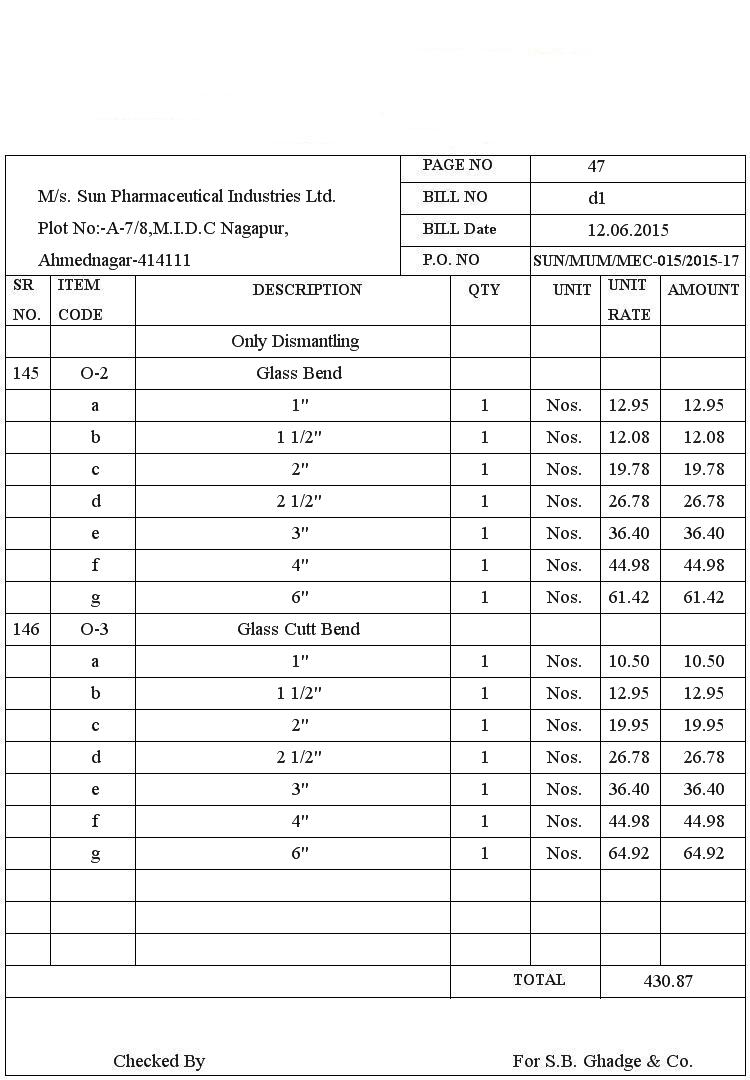 PAGE NO 47
M/s. Sun Pharmaceutical Industries Ltd. BILL NO d1
Plot No:-A-7/8,M.I.D.C Nagapur, BILL Date 12.06.2015
Ahmednagar-414111 P.O. NO SUN/MUM/MEC-015/2015-17
SR NO. ITEM CODE DESCRIPTION QTY UNIT UNIT RATE AMOUNT
Only Dismantling
145 O-2 Glass Bend
a 1" 1 Nos. 12.95 12.95
b 1 1/2" 1 Nos. 12.08 12.08
c 2" 1 Nos. 19.78 19.78
d 2 1/2" 1 Nos. 26.78 26.78
e 3" 1 Nos. 36.40 36.40
f 4" 1 Nos. 44.98 44.98
g 6" 1 Nos. 61.42 61.42
146 O-3 Glass Cutt Bend
a 1" 1 Nos. 10.50 10.50
b 1 1/2" 1 Nos. 12.95 12.95
c 2" 1 Nos. 19.95 19.95
d 2 1/2" 1 Nos. 26.78 26.78
e 3" 1 Nos. 36.40 36.40
f 4" 1 Nos. 44.98 44.98
g 6" 1 Nos. 64.92 64.92
TOTAL 430.87
Checked By For S.B. Ghadge & Co.